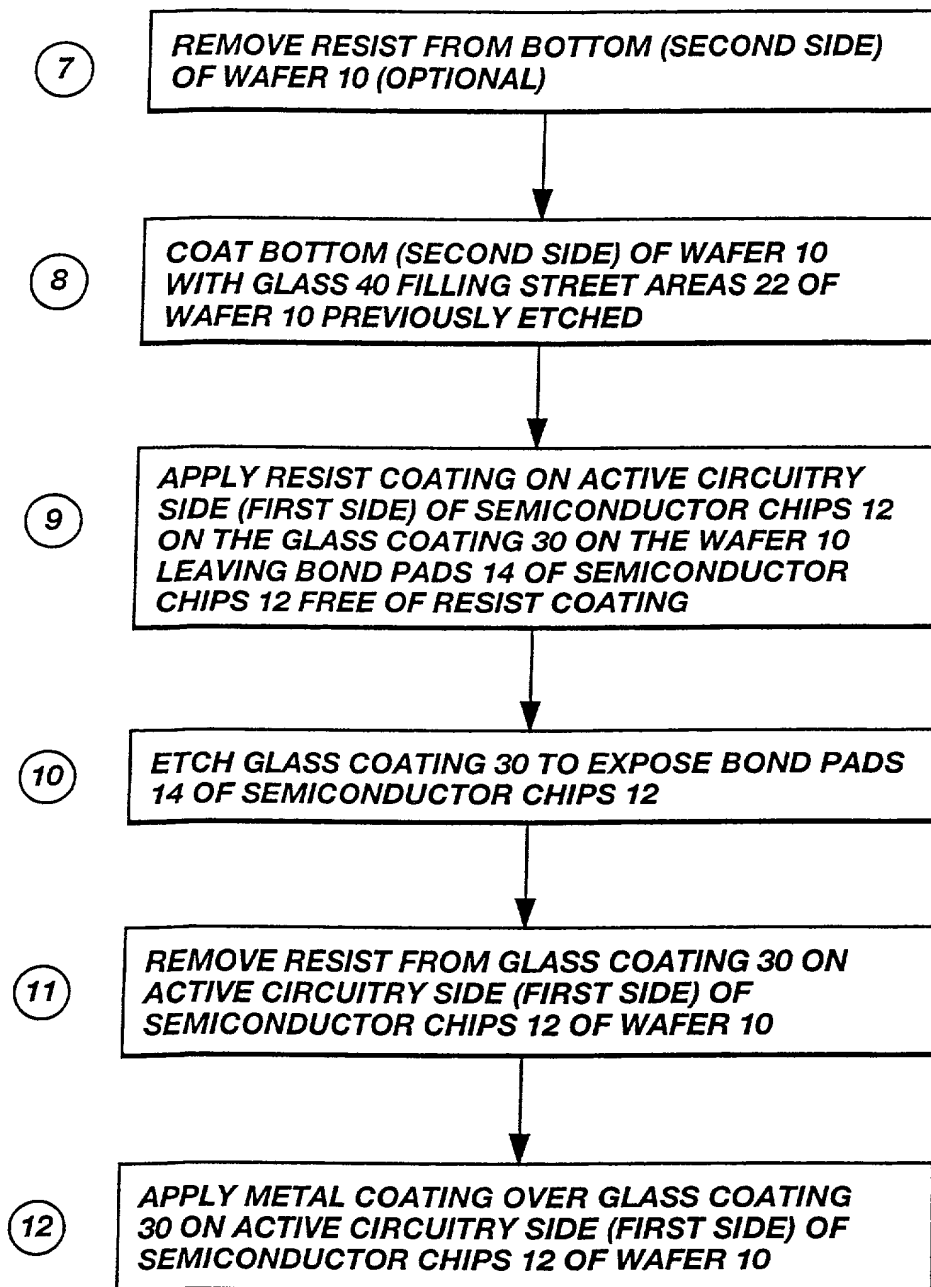 7
REMOVE RESIST FROM BOTTOM (SECOND SIDE)
OF WAFER 10 (OPTIONAL)
8
COAT BOTTOM (SECOND SIDE) OF WAFER 10
WITH GLASS 40 FILLING STREET AREAS 22 OF
WAFER 10 PREVIOUSLY ETCHED
9
APPLY RESIST COATING ON ACTIVE CIRCUITRY
SIDE (FIRST SIDE) OF SEMICONDUCTOR CHIPS 12
ON THE GLASS COATING 30 ON THE WAFER 10
LEAVING BOND PADS 14 OF SEMICONDUCTOR
CHIPS 12 FREE OF RESIST COATING
10
ETCH GLASS COATING 30 TO EXPOSE BOND PADS
14 OF SEMICONDUCTOR CHIPS 12
11
REMOVE RESIST FROM GLASS COATING 30 ON
ACTIVE CIRCUITRY SIDE (FIRST SIDE) OF
SEMICONDUCTOR CHIPS 12 OF WAFER 10
12
APPLY METAL COATING OVER GLASS COATING
30 ON ACTIVE CIRCUITRY SIDE (FIRST SIDE) OF
SEMICONDUCTOR CHIPS 12 OF WAFER 10